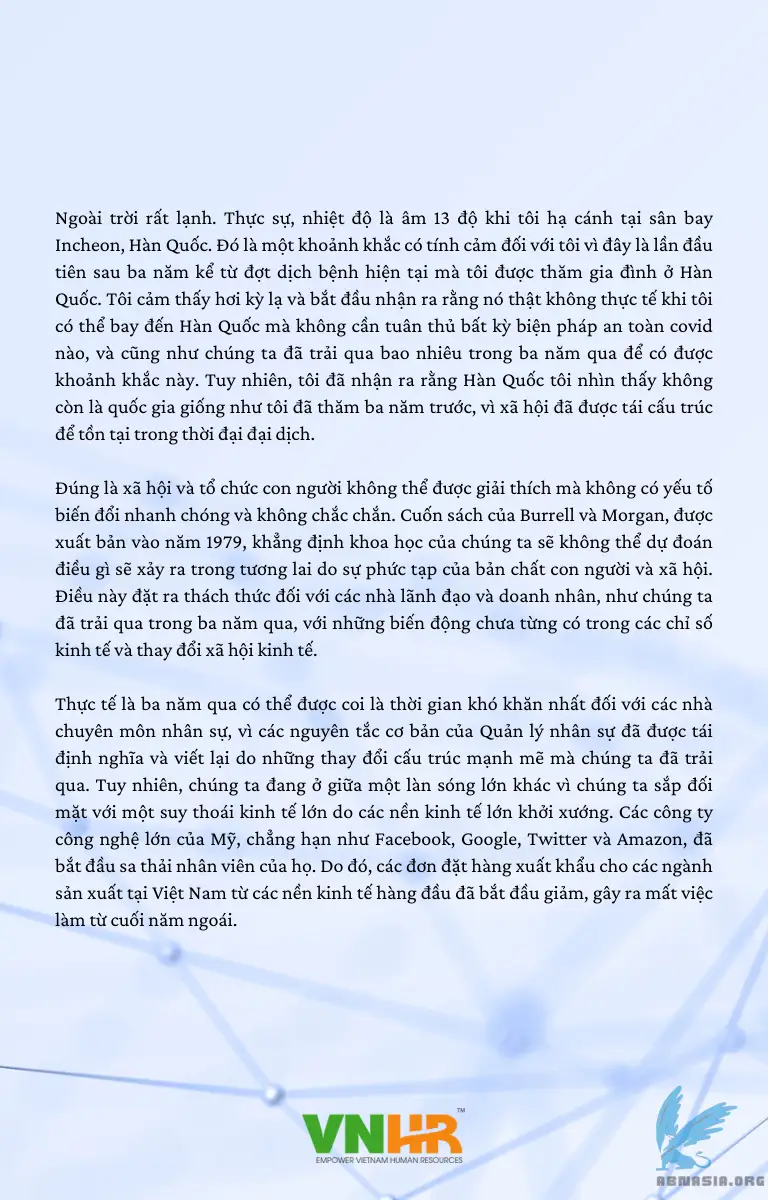 Ngoài trời rất lạnh. Thực sự, nhiệt độ là âm 13 độ khi tôi hạ cánh tại sân bay
Incheon, Hàn Quốc. Đó là một khoảnh khắc có tính cảm đối với tôi vì đây là lần đầu
tiên sau ba năm kể từ đợt dịch bệnh hiện tại mà tôi được thăm gia đình ở Hàn
Quốc. Tôi cảm thấy hơi kỳ lạ và bắt đầu nhận ra rằng nó thật không thực tế khi tôi
có thể bay đến Hàn Quốc mà không cần tuân thủ bất kỳ biện pháp an toàn covid
nào, và cũng như chúng ta đã trải qua bao nhiêu trong ba năm qua để có được
khoảnh khắc này. Tuy nhiên, tôi đã nhận ra rằng Hàn Quốc tôi nhìn thấy không
còn là quốc gia giống như tôi đã thăm ba năm trước, vì xã hội đã được tái cấu trúc
để tồn tại trong thời đại đại dịch.
Đúng là xã hội và tổ chức con người không thể được giải thích mà không có yếu tố
biến đổi nhanh chóng và không chắc chắn. Cuốn sách của Burrell và Morgan, được
xuất bản vào năm 1979, khẳng định khoa học của chúng ta sẽ không thể dự đoán
điều gì sẽ xảy ra trong tương lai do sự phức tạp của bản chất con người và xã hội.
Điều này đặt ra thách thức đối với các nhà lãnh đạo và doanh nhân, như chúng ta
đã trải qua trong ba năm qua, với những biến động chưa từng có trong các chỉ số
kinh tế và thay đổi xã hội kinh tế.
Thực tế là ba năm qua có thể được coi là thời gian khó khăn nhất đối với các nhà
chuyên môn nhân sự, vì các nguyên tắc cơ bản của Quản lý nhân sự đã được tái
định nghĩa và viết lại do những thay đổi cấu trúc mạnh mẽ mà chúng ta đã trải
qua. Tuy nhiên, chúng ta đang ở giữa một làn sóng lớn khác vì chúng ta sắp đối
mặt với một suy thoái kinh tế lớn do các nền kinh tế lớn khởi xướng. Các công ty
công nghệ lớn của Mỹ, chẳng hạn như Facebook, Google, Twitter và Amazon, đã
bắt đầu sa thải nhân viên của họ. Do đó, các đơn đặt hàng xuất khẩu cho các ngành
sản xuất tại Việt Nam từ các nền kinh tế hàng đầu đã bắt đầu giảm, gây ra mất việc
làm từ cuối năm ngoái.
VNHR™
EMPOWER VIETNAM HUMAN RESOURCES
ABMASIA.ORG